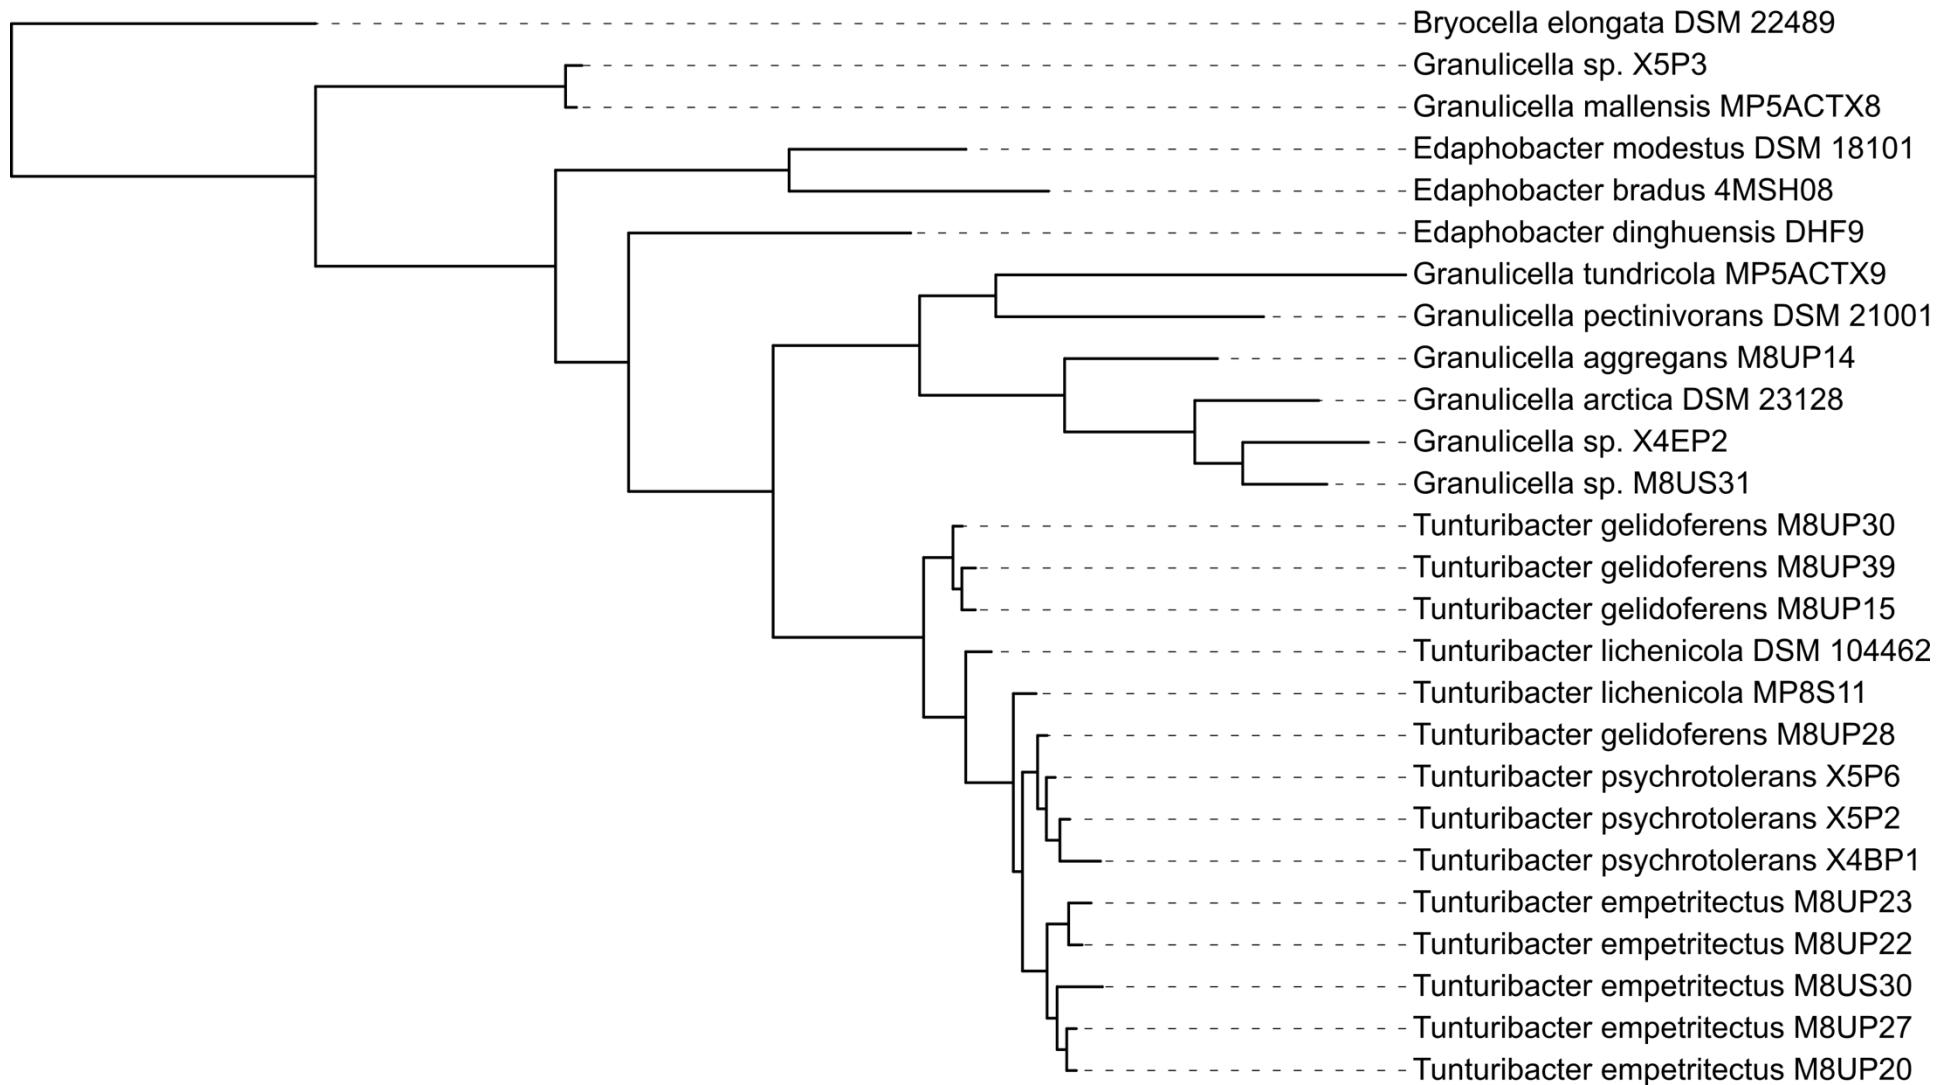 Bryocella elongata DSM 22489
Granulicella sp. X5P3
Granulicella mallensis MP5ACTX8
Edaphobacter modestus DSM 18101
Edaphobacter bradus 4MSH08
Edaphobacter dinghuensis DHF9
Granulicella tundricola MP5ACTX9
Granulicella pectinivorans DSM 21001
Granulicella aggregans M8UP14
Granulicella arctica DSM 23128
Granulicella sp. X4EP2
Granulicella sp. M8US31
Tunturibacter gelidoferens M8UP30
Tunturibacter gelidoferens M8UP39
Tunturibacter gelidoferens M8UP15
Tunturibacter lichenicola DSM 104462
Tunturibacter lichenicola MP8S11
Tunturibacter gelidoferens M8UP28
Tunturibacter psychrotolerans X5P6
Tunturibacter psychrotolerans X5P2
Tunturibacter psychrotolerans X4BP1
Tunturibacter empetritectus M8UP23
Tunturibacter empetritectus M8UP22
Tunturibacter empetritectus M8US30
Tunturibacter empetritectus M8UP27
Tunturibacter empetritectus M8UP20